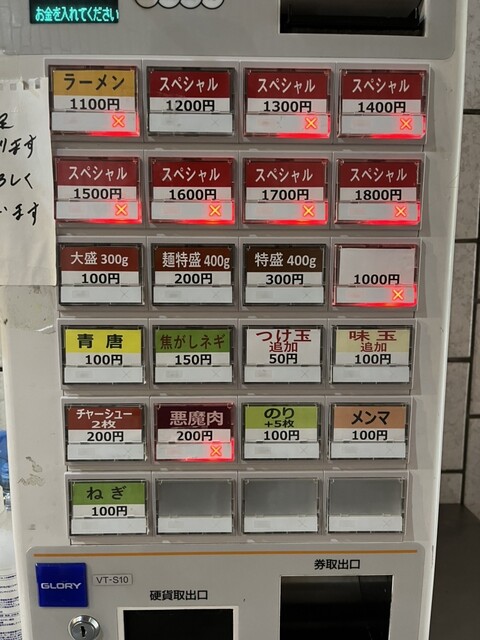 お金を入れてください
ります
ろしく
います
ラーメン
1100円
スペシャル
1200円
スペシャル
1300円
スペシャル
1400円
スペシャル
1500円
スペシャル
1600円
スペシャル
1700円
スペシャル
1800円
大盛 300g
100円
麺特盛 400g
200円
特盛 400g
300円
1000円
青唐
100円
焦がしネギ
150円
つけ玉
追加
50円
味玉
追加
100円
チャーシュー
2枚
200円
悪魔肉
200円
のり
+5枚
100円
メンマ
100円
ねぎ
100円
GLORY
VT-S10
硬貨取出口
券取出口